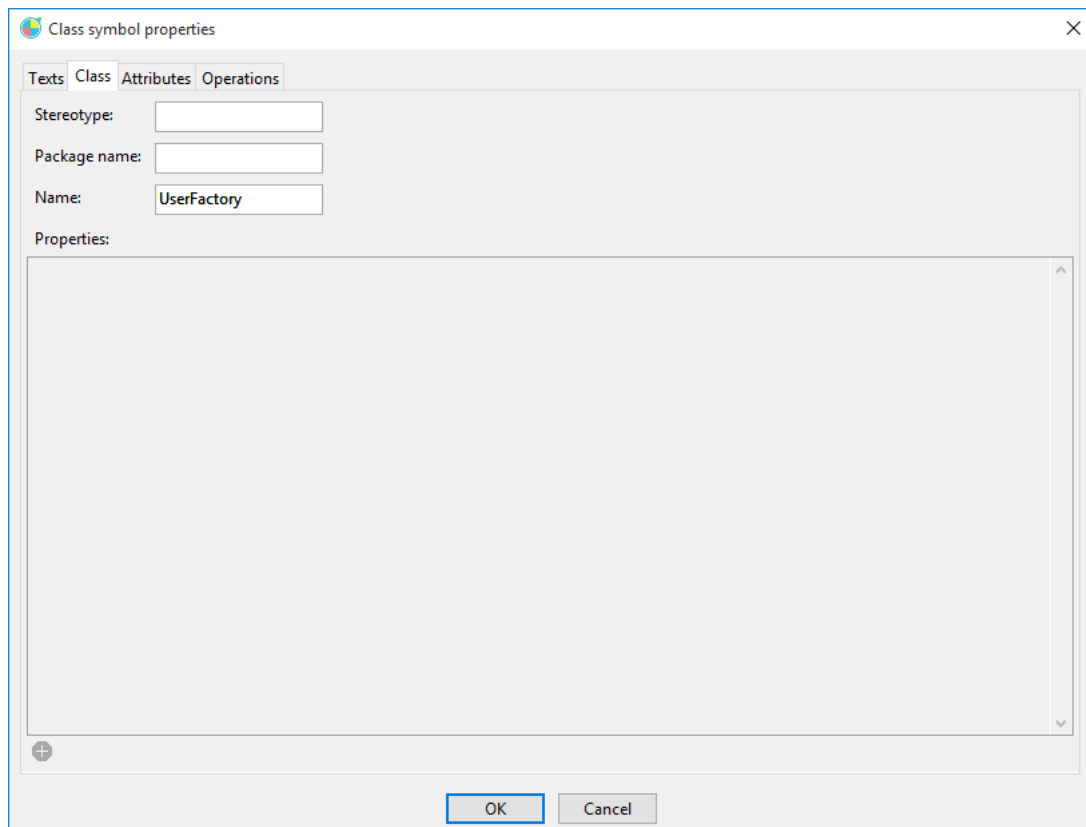 Class symbol properties
Texts Class Attributes Operations
Stereotype:
Package name:
Name: UserFactory
Properties:
OK Cancel